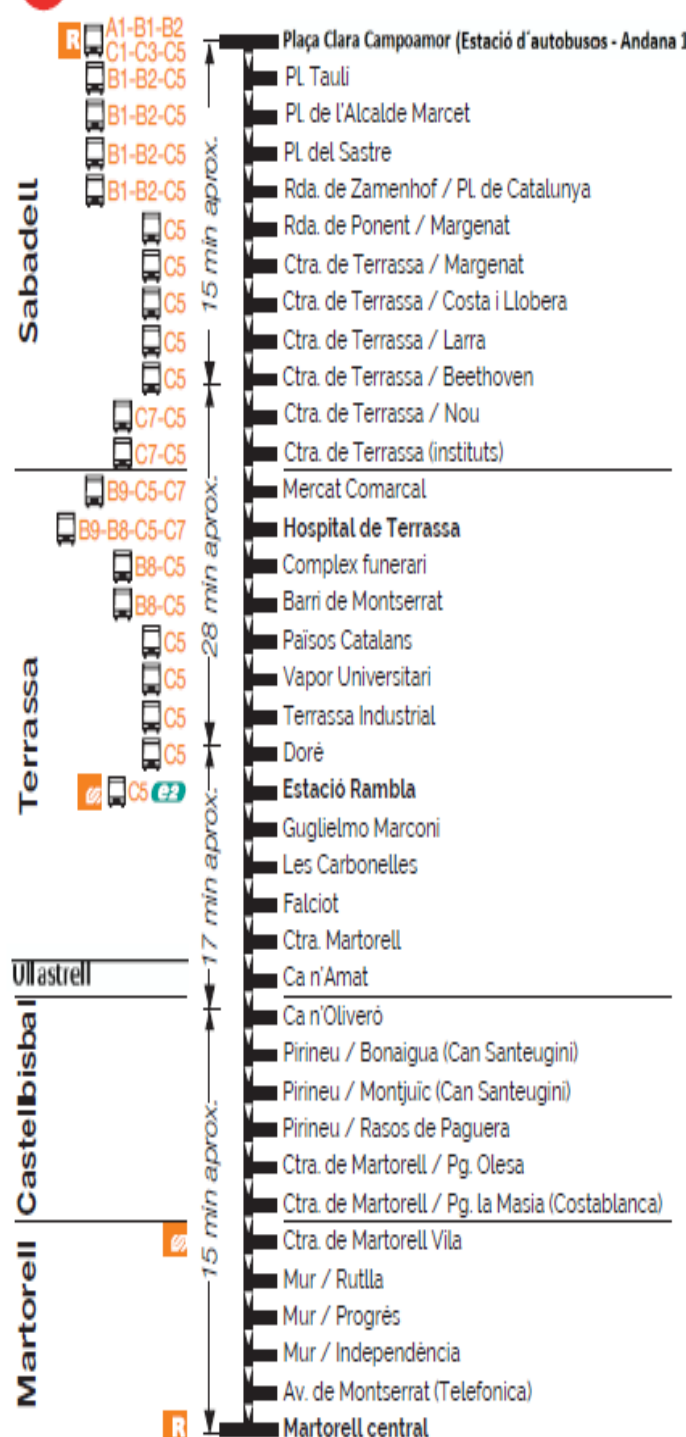 R A1-B1-B2
C1-C3-C5
Plaça Clara Campoamor (Estació d´autobusos - Andana 1
B1-B2-C5 Pl. Taulí
B1-B2-C5 Pl. de l'Alcalde Marcet
B1-B2-C5 Pl. del Sastre
B1-B2-C5 Rda. de Zamenhof / Pl. de Catalunya
C5 Rda. de Ponent / Margenat
C5 Ctra. de Terrassa / Margenat
C5 Ctra. de Terrassa / Costa i Llobera
C5 Ctra. de Terrassa / Larra
C5 Ctra. de Terrassa / Beethoven
C7-C5 Ctra. de Terrassa / Nou
C7-C5 Ctra. de Terrassa (instituts)
Sabadell
15 min aprox.
B9-C5-C7 Mercat Comarcal
B9-B8-C5-C7 Hospital de Terrassa
B8-C5 Complex funerari
B8-C5 Barri de Montserrat
C5 Països Catalans
C5 Vapor Universitari
C5 Terrassa Industrial
C5 Doré
C5 e2 Estació Rambla
Guglielmo Marconi
Les Carbonelles
Falciot
Ctra. Martorell
Terrassa
28 min aprox.
17 min aprox.
Ullastrell
Ca n'Amat
Ca n'Oliveró
Pirineu / Bonaigua (Can Santeugini)
Pirineu / Montjuïc (Can Santeugini)
Pirineu / Rasos de Paguera
Ctra. de Martorell / Pg. Olesa
Ctra. de Martorell / Pg. la Masia (Costablanca)
Castellbisbal
15 min aprox.
Ctra. de Martorell Vila
Mur / Rutlla
Mur / Progrés
Mur / Independència
Av. de Montserrat (Telefonica)
R Martorell central
Martorell